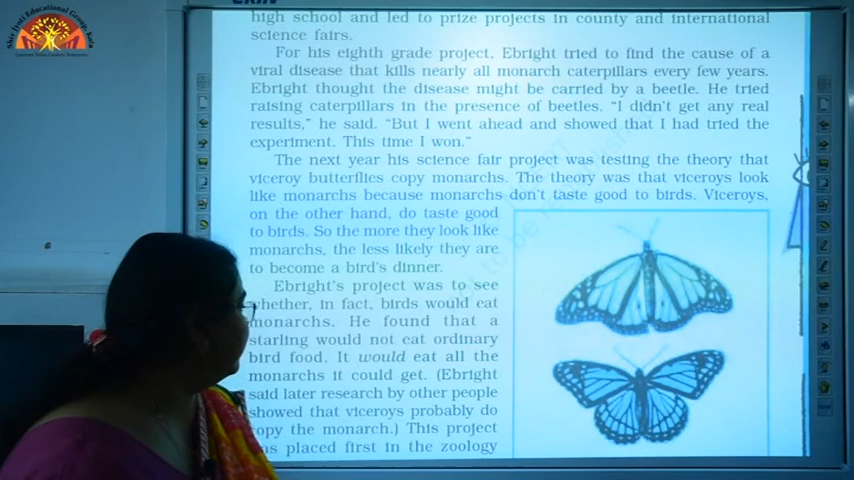 Shiv Jyoti Educational Group, Kota
high school and led to prize projects in county and international
science fairs.
For his eighth grade project, Ebright tried to find the cause of a
viral disease that kills nearly all monarch caterpillars every few years.
Ebright thought the disease might be carried by a beetle. He tried
raising caterpillars in the presence of beetles. “I didn't get any real
results,” he said. “But I went ahead and showed that I had tried the
experiment. This time I won.”
The next year his science fair project was testing the theory that
viceroy butterflies copy monarchs. The theory was that viceroys look
like monarchs because monarchs don't taste good to birds. Viceroys,
on the other hand, do taste good
to birds. So the more they look like
monarchs, the less likely they are
to become a bird's dinner.
Ebright's project was to see
whether, in fact, birds would eat
monarchs. He found that a
starling would not eat ordinary
bird food. It would eat all the
monarchs it could get. (Ebright
said later research by other people
showed that viceroys probably do
copy the monarch.) This project
placed first in the zoology